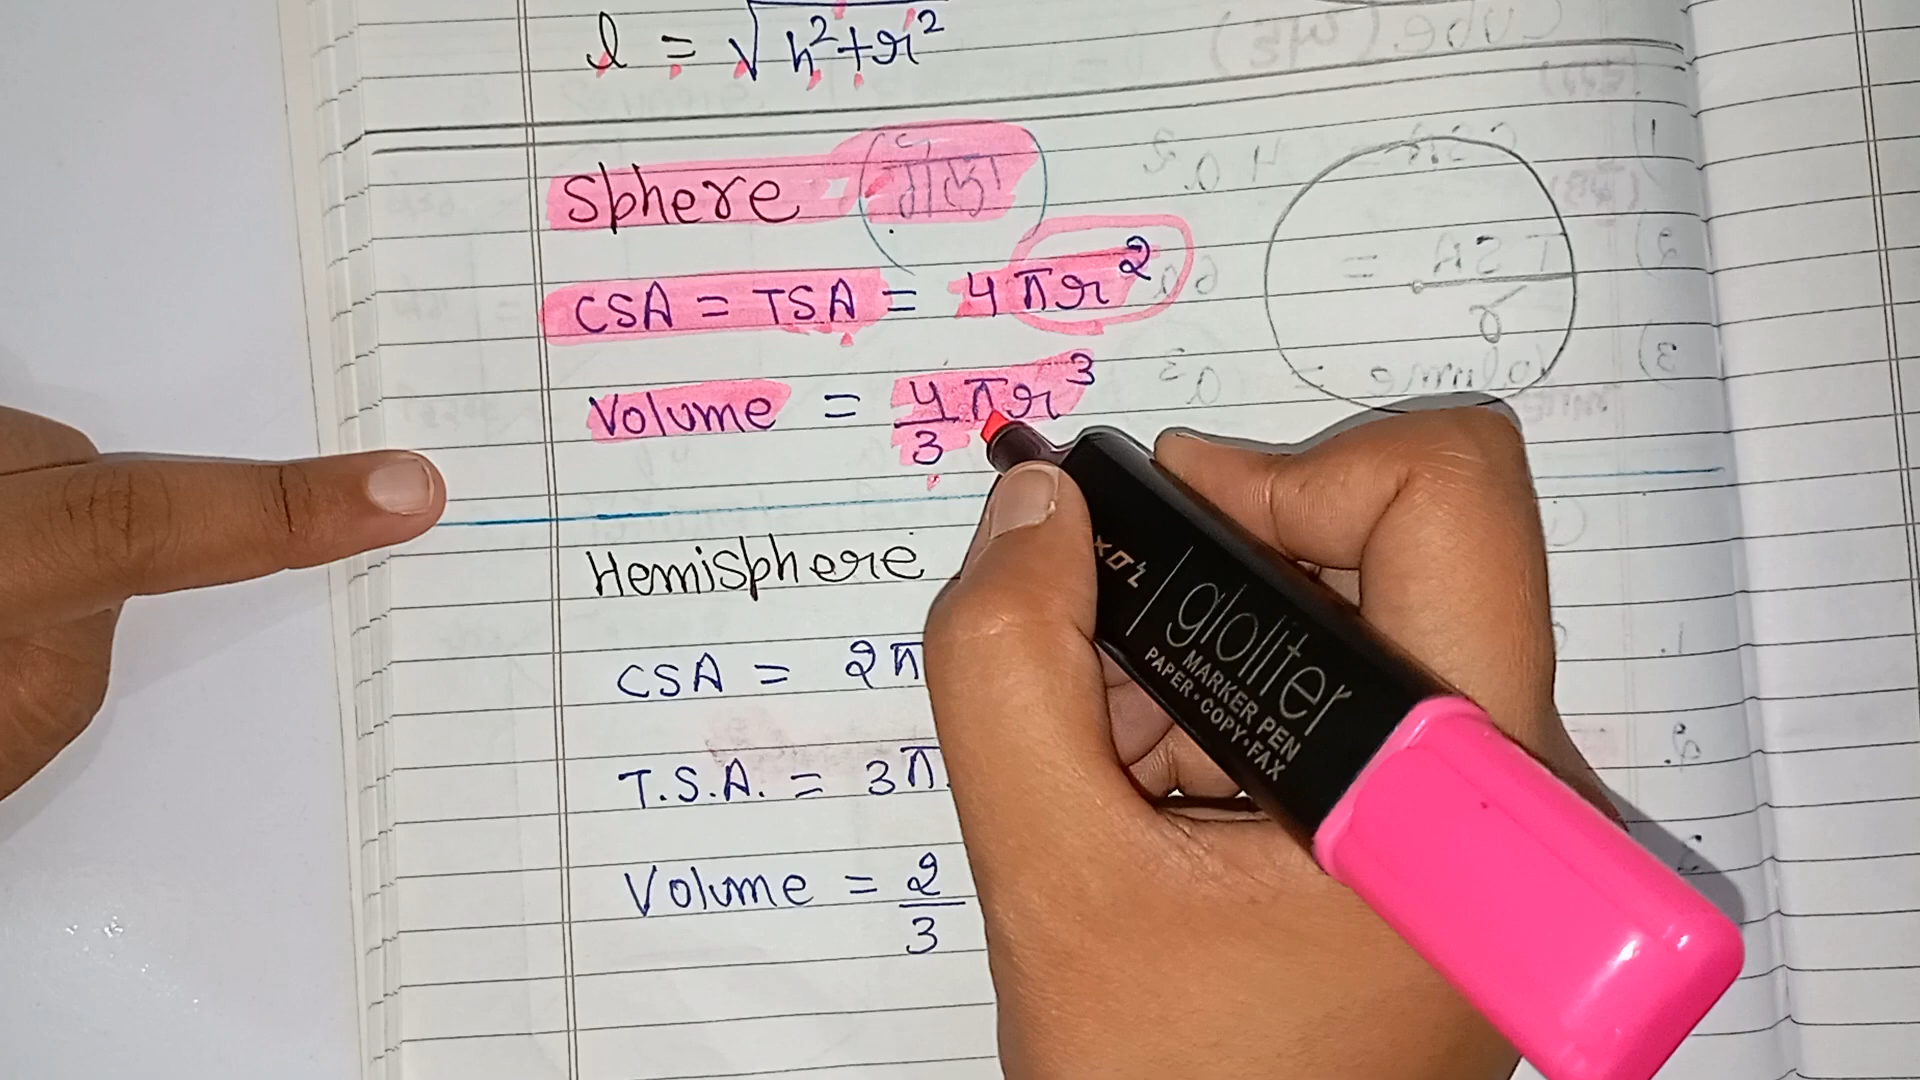 l = √h²+r²
Sphere (गोला)
CSA = TSA = 4πr²
r
Volume = 4/3 πr³
Hemisphere
CSA = 2π
T.S.A. = 3π
Volume = 2/3
gloliter
MARKER PEN
PAPER·COPY·FAX